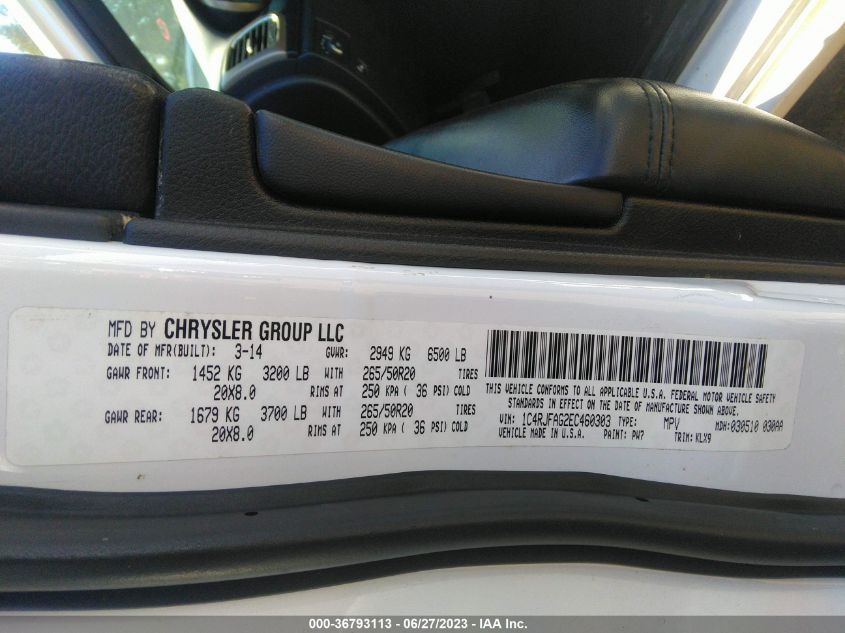 MFD BY CHRYSLER GROUP LLC
DATE OF MFR(BUILT): 3-14 GVWR: 2949 KG 6500 LB
GAWR FRONT: 1452 KG 3200 LB WITH 265/50R20 TIRES
20X8.0 RIMS AT 250 KPA ( 36 PSI) COLD
GAWR REAR: 1679 KG 3700 LB WITH 265/50R20 TIRES
20X8.0 RIMS AT 250 KPA ( 36 PSI) COLD
THIS VEHICLE CONFORMS TO ALL APPLICABLE U.S.A. FEDERAL MOTOR VEHICLE SAFETY
STANDARDS IN EFFECT ON THE DATE OF MANUFACTURE SHOWN ABOVE.
VIN: 1C4RJFAG2EC460303 TYPE: MPV MDH:030510 030AA
VEHICLE MADE IN U.S.A. PAINT: PW7 TRIM: KLX9
000-36793113 - 06/27/2023 - IAA Inc.